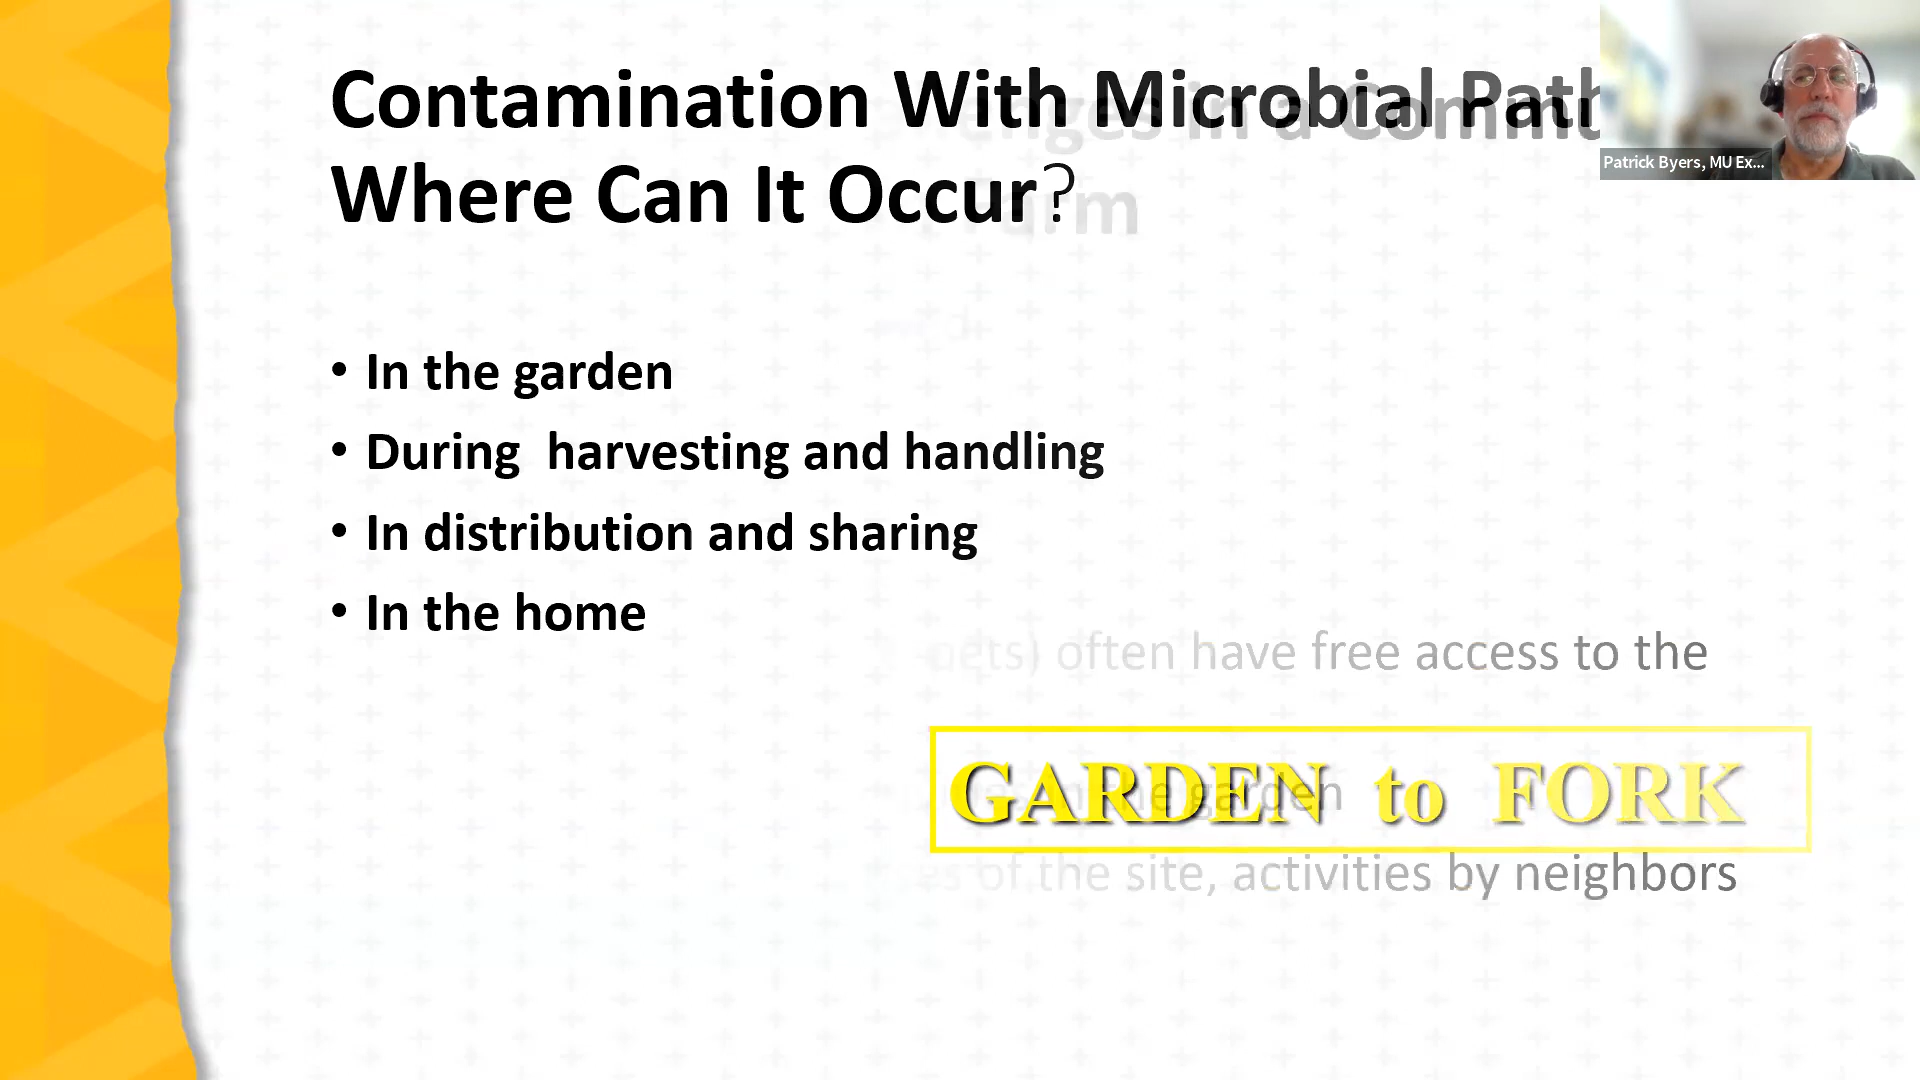 Contamination With Microbial Path
Where Can It Occur?
Patrick Byers, MU Ex...
• In the garden
• During  harvesting and handling
• In distribution and sharing
• In the home
often have free access to the
GARDEN to FORK
garden
of the site, activities by neighbors